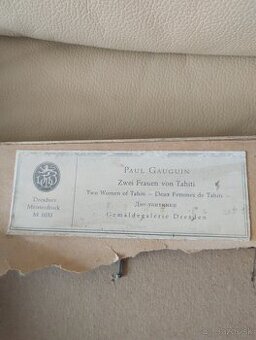 PAUL GAUGUIN
Zwei Frauen von Tahiti
Two Women of Tahiti — Deux Femmes de Tahiti
Gemäldegalerie Dresden
Dresdner
Meisterdruck